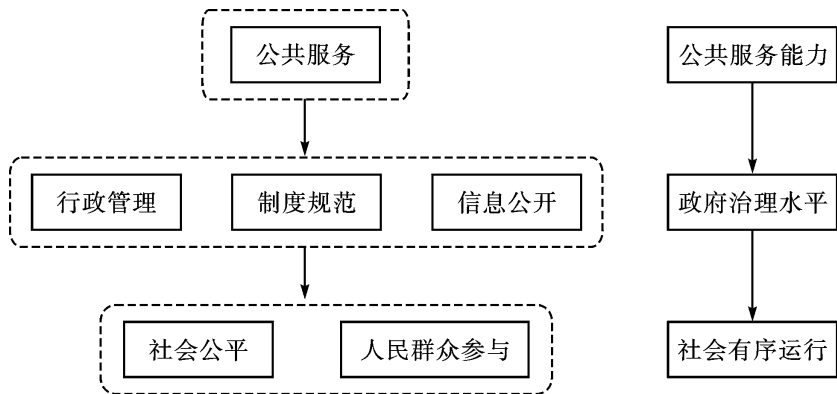 公共服务
公共服务能力
行政管理
制度规范
信息公开
政府治理水平
社会公平
人民群众参与
社会有序运行